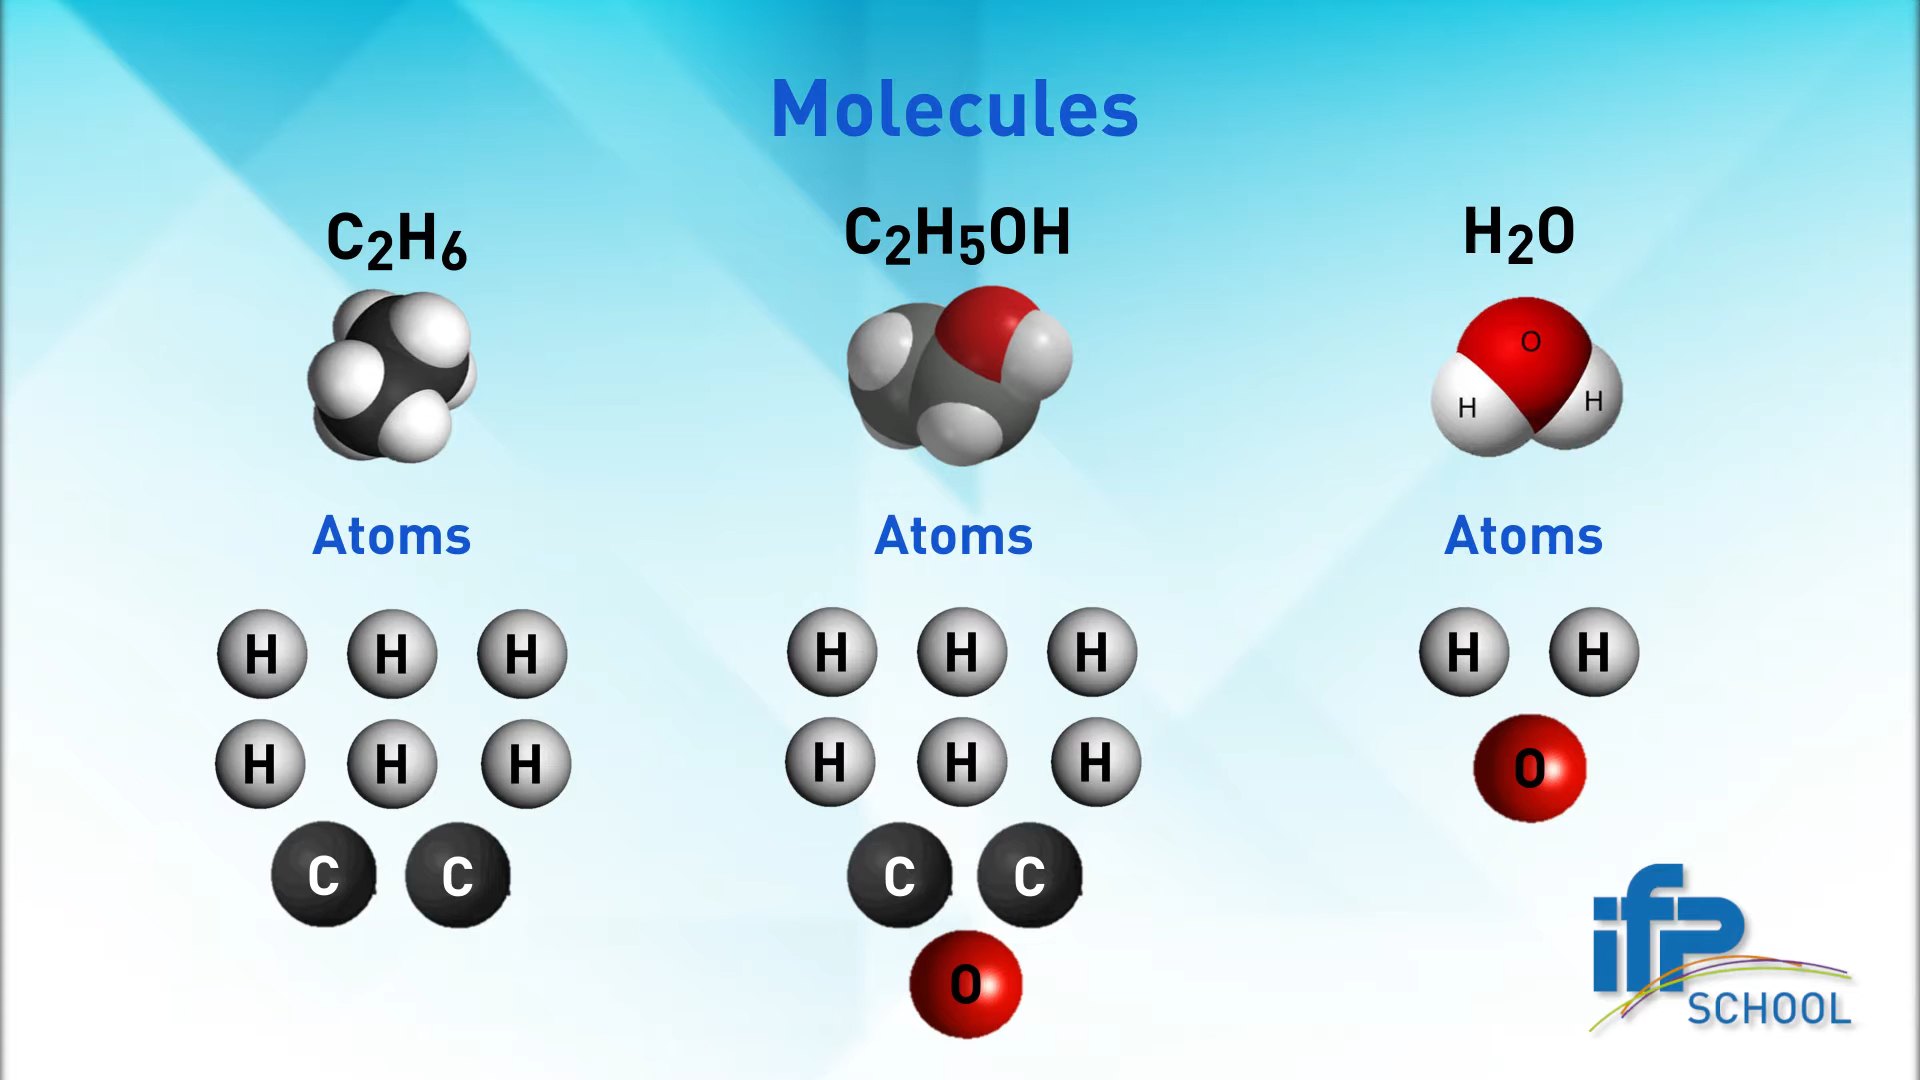 Molecules
C₂H₆ C₂H₅OH H₂O
O
H H
Atoms Atoms Atoms
H H H H H H H H
H H H H H H O
C C C C
O
ifp
SCHOOL